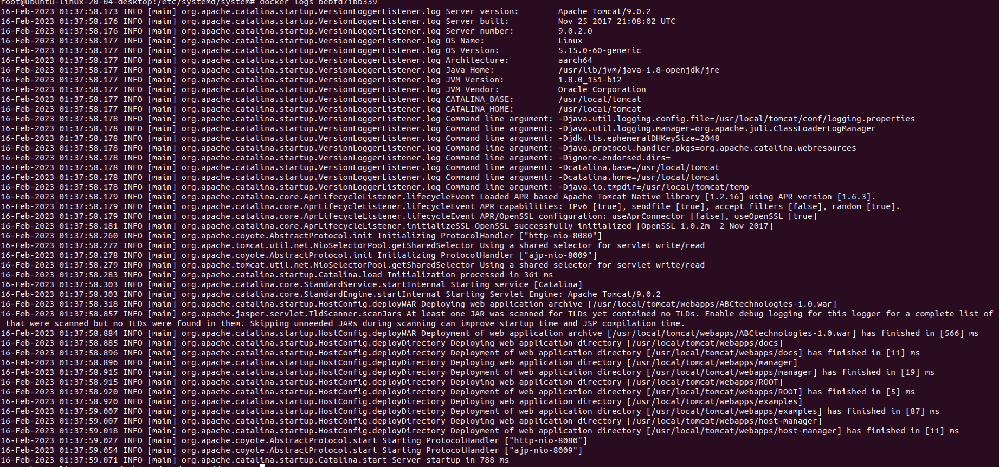 root@ubuntu-linux-20-04-desktop:/etc/systemd/system# docker logs bebfd71bb339
16-Feb-2023 01:37:58.173 INFO [main] org.apache.catalina.startup.VersionLoggerListener.log Server version:        Apache Tomcat/9.0.2
16-Feb-2023 01:37:58.176 INFO [main] org.apache.catalina.startup.VersionLoggerListener.log Server built:          Nov 25 2017 21:08:02 UTC
16-Feb-2023 01:37:58.176 INFO [main] org.apache.catalina.startup.VersionLoggerListener.log Server number:         9.0.2.0
16-Feb-2023 01:37:58.177 INFO [main] org.apache.catalina.startup.VersionLoggerListener.log OS Name:               Linux
16-Feb-2023 01:37:58.177 INFO [main] org.apache.catalina.startup.VersionLoggerListener.log OS Version:            5.15.0-60-generic
16-Feb-2023 01:37:58.177 INFO [main] org.apache.catalina.startup.VersionLoggerListener.log Architecture:          aarch64
16-Feb-2023 01:37:58.177 INFO [main] org.apache.catalina.startup.VersionLoggerListener.log Java Home:             /usr/lib/jvm/java-1.8-openjdk/jre
16-Feb-2023 01:37:58.177 INFO [main] org.apache.catalina.startup.VersionLoggerListener.log JVM Version:           1.8.0_151-b12
16-Feb-2023 01:37:58.177 INFO [main] org.apache.catalina.startup.VersionLoggerListener.log JVM Vendor:            Oracle Corporation
16-Feb-2023 01:37:58.177 INFO [main] org.apache.catalina.startup.VersionLoggerListener.log CATALINA_BASE:         /usr/local/tomcat
16-Feb-2023 01:37:58.177 INFO [main] org.apache.catalina.startup.VersionLoggerListener.log CATALINA_HOME:         /usr/local/tomcat
16-Feb-2023 01:37:58.178 INFO [main] org.apache.catalina.startup.VersionLoggerListener.log Command line argument: -Djava.util.logging.config.file=/usr/local/tomcat/conf/logging.properties
16-Feb-2023 01:37:58.178 INFO [main] org.apache.catalina.startup.VersionLoggerListener.log Command line argument: -Djava.util.logging.manager=org.apache.juli.ClassLoaderLogManager
16-Feb-2023 01:37:58.178 INFO [main] org.apache.catalina.startup.VersionLoggerListener.log Command line argument: -Djdk.tls.ephemeralDHKeySize=2048
16-Feb-2023 01:37:58.178 INFO [main] org.apache.catalina.startup.VersionLoggerListener.log Command line argument: -Djava.protocol.handler.pkgs=org.apache.catalina.webresources
16-Feb-2023 01:37:58.178 INFO [main] org.apache.catalina.startup.VersionLoggerListener.log Command line argument: -Dignore.endorsed.dirs=
16-Feb-2023 01:37:58.178 INFO [main] org.apache.catalina.startup.VersionLoggerListener.log Command line argument: -Dcatalina.base=/usr/local/tomcat
16-Feb-2023 01:37:58.178 INFO [main] org.apache.catalina.startup.VersionLoggerListener.log Command line argument: -Dcatalina.home=/usr/local/tomcat
16-Feb-2023 01:37:58.178 INFO [main] org.apache.catalina.startup.VersionLoggerListener.log Command line argument: -Djava.io.tmpdir=/usr/local/tomcat/temp
16-Feb-2023 01:37:58.179 INFO [main] org.apache.catalina.core.AprLifecycleListener.lifecycleEvent Loaded APR based Apache Tomcat Native library [1.2.16] using APR version [1.6.3].
16-Feb-2023 01:37:58.179 INFO [main] org.apache.catalina.core.AprLifecycleListener.lifecycleEvent APR capabilities: IPv6 [true], sendfile [true], accept filters [false], random [true].
16-Feb-2023 01:37:58.179 INFO [main] org.apache.catalina.core.AprLifecycleListener.lifecycleEvent APR/OpenSSL configuration: useAprConnector [false], useOpenSSL [true]
16-Feb-2023 01:37:58.181 INFO [main] org.apache.catalina.core.AprLifecycleListener.initializeSSL OpenSSL successfully initialized [OpenSSL 1.0.2m  2 Nov 2017]
16-Feb-2023 01:37:58.260 INFO [main] org.apache.coyote.AbstractProtocol.init Initializing ProtocolHandler ["http-nio-8080"]
16-Feb-2023 01:37:58.272 INFO [main] org.apache.tomcat.util.net.NioSelectorPool.getSharedSelector Using a shared selector for servlet write/read
16-Feb-2023 01:37:58.278 INFO [main] org.apache.coyote.AbstractProtocol.init Initializing ProtocolHandler ["ajp-nio-8009"]
16-Feb-2023 01:37:58.279 INFO [main] org.apache.tomcat.util.net.NioSelectorPool.getSharedSelector Using a shared selector for servlet write/read
16-Feb-2023 01:37:58.283 INFO [main] org.apache.catalina.startup.Catalina.load Initialization processed in 361 ms
16-Feb-2023 01:37:58.303 INFO [main] org.apache.catalina.core.StandardService.startInternal Starting service [Catalina]
16-Feb-2023 01:37:58.303 INFO [main] org.apache.catalina.core.StandardEngine.startInternal Starting Servlet Engine: Apache Tomcat/9.0.2
16-Feb-2023 01:37:58.318 INFO [main] org.apache.catalina.startup.HostConfig.deployWAR Deploying web application archive [/usr/local/tomcat/webapps/ABCtechnologies-1.0.war]
16-Feb-2023 01:37:58.857 INFO [main] org.apache.jasper.servlet.TldScanner.scanJars At least one JAR was scanned for TLDs yet contained no TLDs. Enable debug logging for this logger for a complete list of
that were scanned but no TLDs were found in them. Skipping unneeded JARs during scanning can improve startup time and JSP compilation time.
16-Feb-2023 01:37:58.884 INFO [main] org.apache.catalina.startup.HostConfig.deployWAR Deployment of web application archive [/usr/local/tomcat/webapps/ABCtechnologies-1.0.war] has finished in [566] ms
16-Feb-2023 01:37:58.885 INFO [main] org.apache.catalina.startup.HostConfig.deployDirectory Deploying web application directory [/usr/local/tomcat/webapps/docs]
16-Feb-2023 01:37:58.896 INFO [main] org.apache.catalina.startup.HostConfig.deployDirectory Deployment of web application directory [/usr/local/tomcat/webapps/docs] has finished in [11] ms
16-Feb-2023 01:37:58.896 INFO [main] org.apache.catalina.startup.HostConfig.deployDirectory Deploying web application directory [/usr/local/tomcat/webapps/manager]
16-Feb-2023 01:37:58.915 INFO [main] org.apache.catalina.startup.HostConfig.deployDirectory Deployment of web application directory [/usr/local/tomcat/webapps/manager] has finished in [19] ms
16-Feb-2023 01:37:58.915 INFO [main] org.apache.catalina.startup.HostConfig.deployDirectory Deploying web application directory [/usr/local/tomcat/webapps/ROOT]
16-Feb-2023 01:37:58.920 INFO [main] org.apache.catalina.startup.HostConfig.deployDirectory Deployment of web application directory [/usr/local/tomcat/webapps/ROOT] has finished in [5] ms
16-Feb-2023 01:37:58.920 INFO [main] org.apache.catalina.startup.HostConfig.deployDirectory Deploying web application directory [/usr/local/tomcat/webapps/examples]
16-Feb-2023 01:37:59.007 INFO [main] org.apache.catalina.startup.HostConfig.deployDirectory Deployment of web application directory [/usr/local/tomcat/webapps/examples] has finished in [87] ms
16-Feb-2023 01:37:59.007 INFO [main] org.apache.catalina.startup.HostConfig.deployDirectory Deploying web application directory [/usr/local/tomcat/webapps/host-manager]
16-Feb-2023 01:37:59.018 INFO [main] org.apache.catalina.startup.HostConfig.deployDirectory Deployment of web application directory [/usr/local/tomcat/webapps/host-manager] has finished in [11] ms
16-Feb-2023 01:37:59.027 INFO [main] org.apache.coyote.AbstractProtocol.start Starting ProtocolHandler ["http-nio-8080"]
16-Feb-2023 01:37:59.054 INFO [main] org.apache.coyote.AbstractProtocol.start Starting ProtocolHandler ["ajp-nio-8009"]
16-Feb-2023 01:37:59.071 INFO [main] org.apache.catalina.startup.Catalina.start Server startup in 788 ms